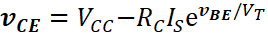 v_CE = V_CC − R_C I_S e^{v_BE/V_T}